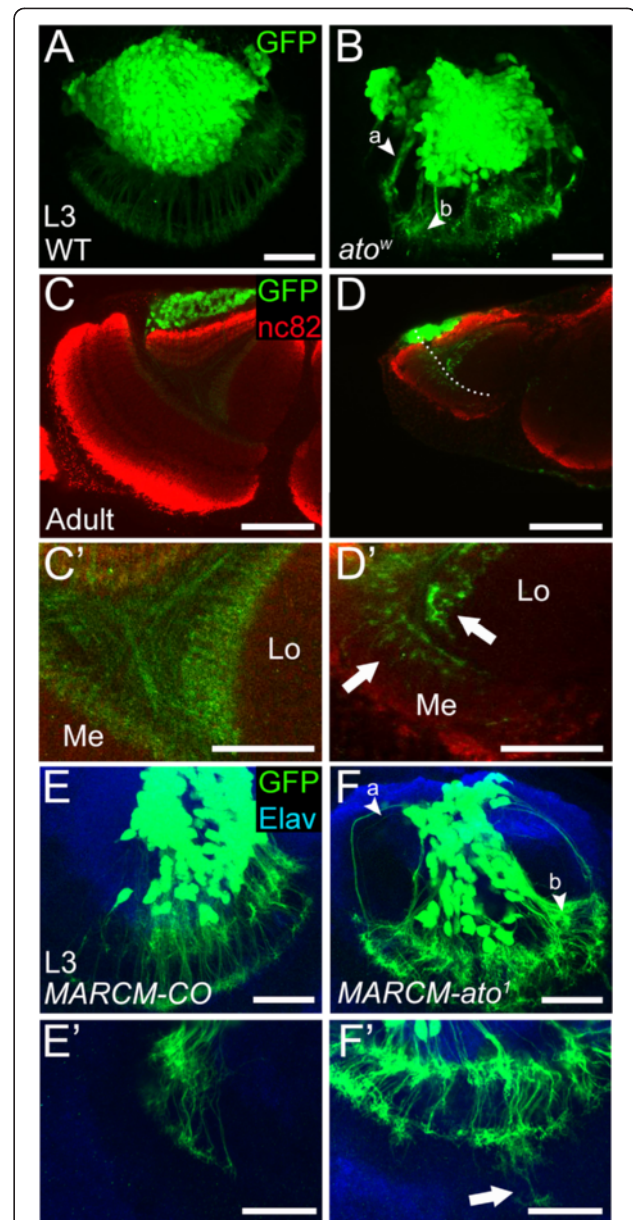 A GFP
B
a
b
L3
WT
ato^w
C GFP
nc82
D
Adult
C'
Lo
Me
D'
Lo
Me
E GFP
Elav
F
a
b
L3
MARCM-CO
MARCM-ato^1
E'
F'